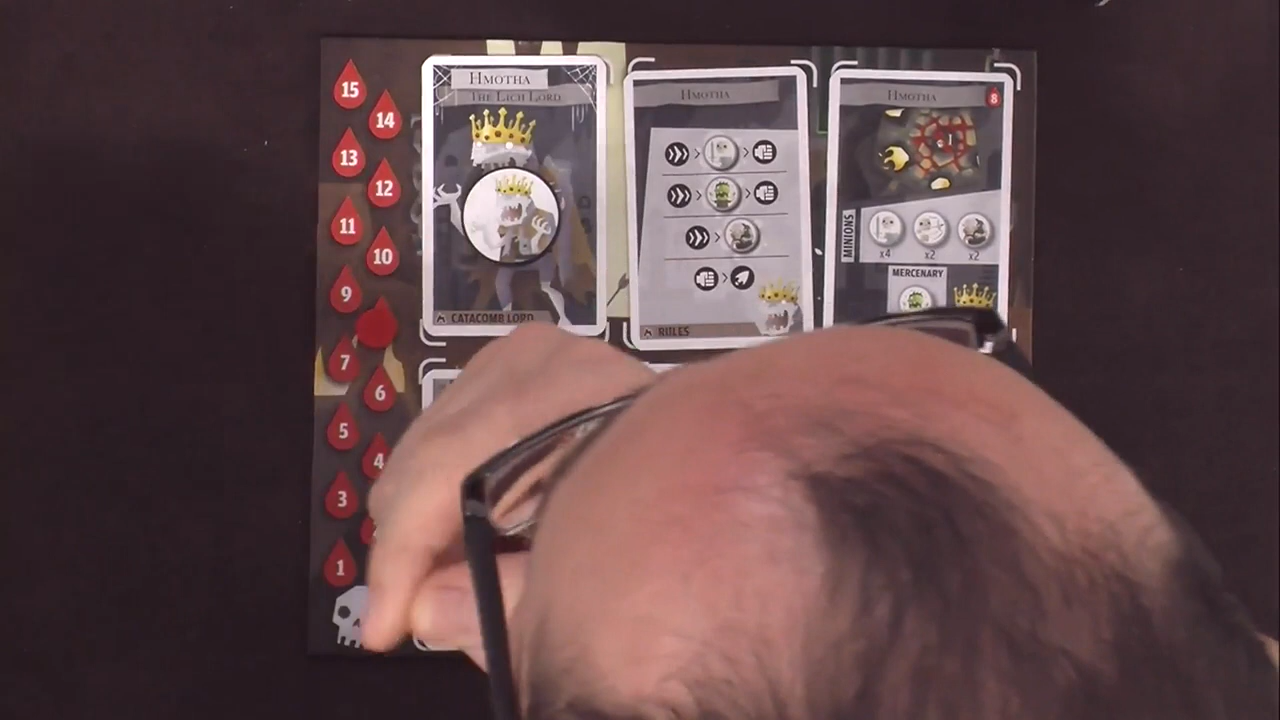 15
14
13
12
11
10
9
7
6
5
4
3
1
HMOTHA
THE LICH LORD
CATACOMB LORD
HMOTHA
RULES
HMOTHA
8
MINIONS
x4
x2
x2
MERCENARY